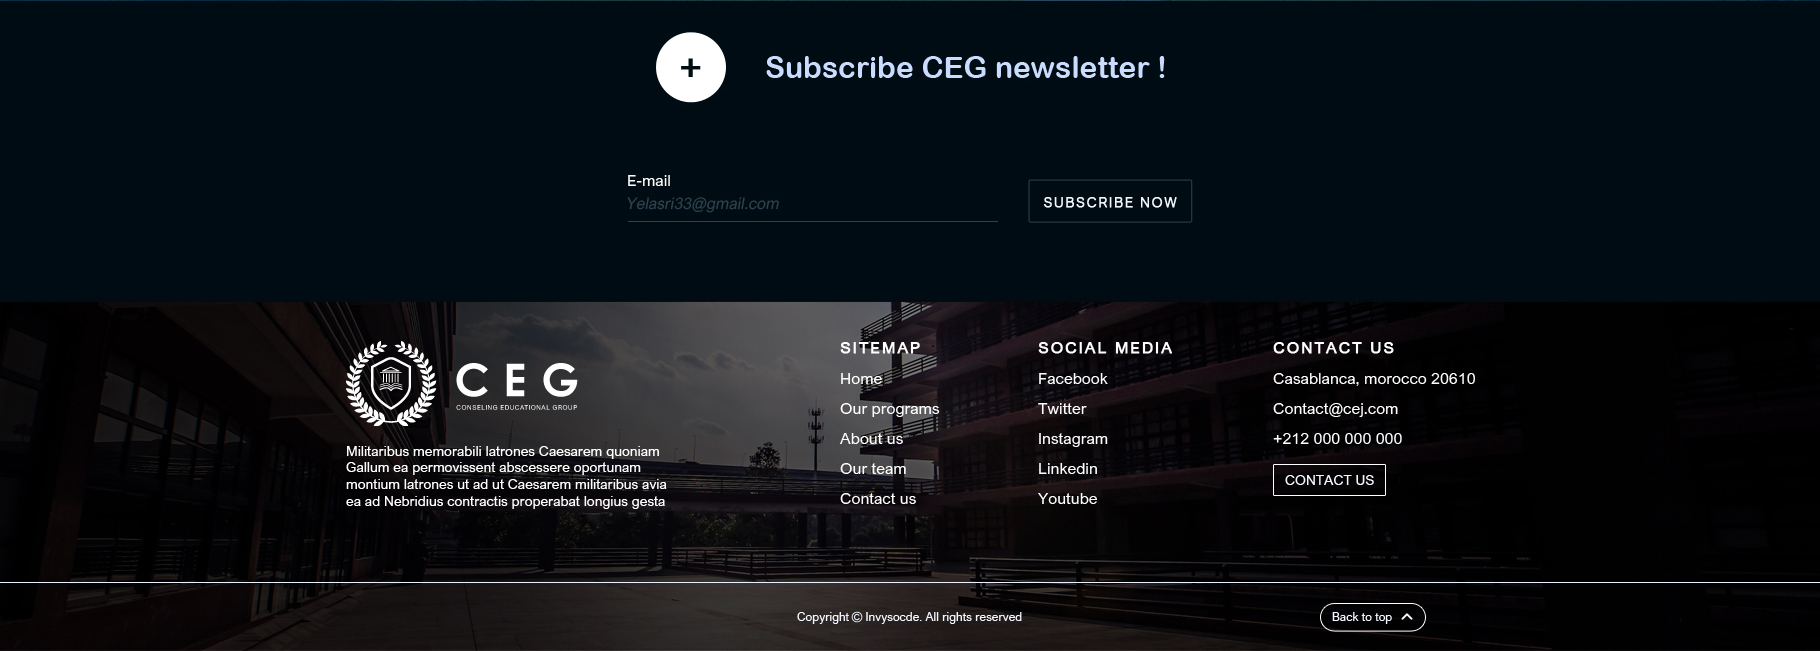 +
Subscribe CEG newsletter !
E-mail
Yelasri33@gmail.com
SUBSCRIBE NOW
CEG
CONSELING EDUCATIONAL GROUP
Militaribus memorabili latrones Caesarem quoniam
Gallum ea permovissent abscessere oportunam
montium latrones ut ad ut Caesarem militaribus avia
ea ad Nebridius contractis properabat longius gesta
SITEMAP
Home
Our programs
About us
Our team
Contact us
SOCIAL MEDIA
Facebook
Twitter
Instagram
Linkedin
Youtube
CONTACT US
Casablanca, morocco 20610
Contact@cej.com
+212 000 000 000
CONTACT US
Copyright © Invysocde. All rights reserved
Back to top